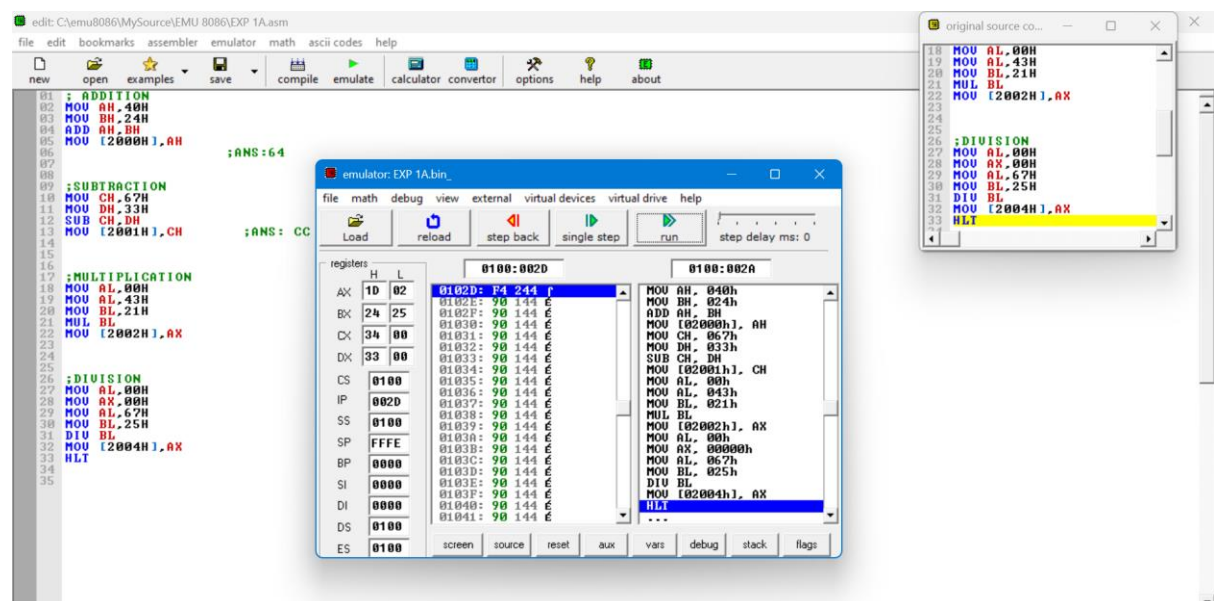 edit: C:\emu8086\MySource\EMU 8086\EXP 1A.asm
file edit bookmarks assembler emulator math ascii codes help
new open examples save compile emulate calculator convertor options help about
01 ; ADDITION
02 MOV AH,40H
03 MOV BH,24H
04 ADD AH,BH
05 MOV [2000H],AH
06 ;ANS:64
07
08
09 ;SUBTRACTION
10 MOV CH,67H
11 MOV DH,33H
12 SUB CH,DH
13 MOV [2001H],CH ;ANS: CC
14
15
16
17 ;MULTIPLICATION
18 MOV AL,00H
19 MOV AL,43H
20 MOV BL,21H
21 MUL BL
22 MOV [2002H],AX
23
24
25
26 ;DIVISION
27 MOV AL,00H
28 MOV AX,00H
29 MOV AL,67H
30 MOV BL,25H
31 DIV BL
32 MOV [2004H],AX
33 HLT
34
35
emulator: EXP 1A.bin_
file math debug view external virtual devices virtual drive help
Load reload step back single step run step delay ms: 0
registers
H L
AX 1D 02
BX 24 25
CX 34 00
DX 33 00
CS 0100
IP 002D
SS 0100
SP FFFE
BP 0000
SI 0000
DI 0000
DS 0100
ES 0100
0100:002D
0102D: F4 244 ⌠
0102E: 90 144 É
0102F: 90 144 É
01030: 90 144 É
01031: 90 144 É
01032: 90 144 É
01033: 90 144 É
01034: 90 144 É
01035: 90 144 É
01036: 90 144 É
01037: 90 144 É
01038: 90 144 É
01039: 90 144 É
0103A: 90 144 É
0103B: 90 144 É
0103C: 90 144 É
0103D: 90 144 É
0103E: 90 144 É
0103F: 90 144 É
01040: 90 144 É
01041: 90 144 É
0100:002A
MOV AH, 040h
MOV BH, 024h
ADD AH, BH
MOV [02000h], AH
MOV CH, 067h
MOV DH, 033h
SUB CH, DH
MOV [02001h], CH
MOV AL, 00h
MOV AL, 043h
MOV BL, 021h
MUL BL
MOV [02002h], AX
MOV AL, 00h
MOV AX, 00000h
MOV AL, 067h
MOV BL, 025h
DIV BL
MOV [02004h], AX
HLT
...
screen source reset aux vars debug stack flags
original source co...
18 MOV AL,00H
19 MOV AL,43H
20 MOV BL,21H
21 MUL BL
22 MOV [2002H],AX
23
24
25
26 ;DIVISION
27 MOV AL,00H
28 MOV AX,00H
29 MOV AL,67H
30 MOV BL,25H
31 DIV BL
32 MOV [2004H],AX
33 HLT